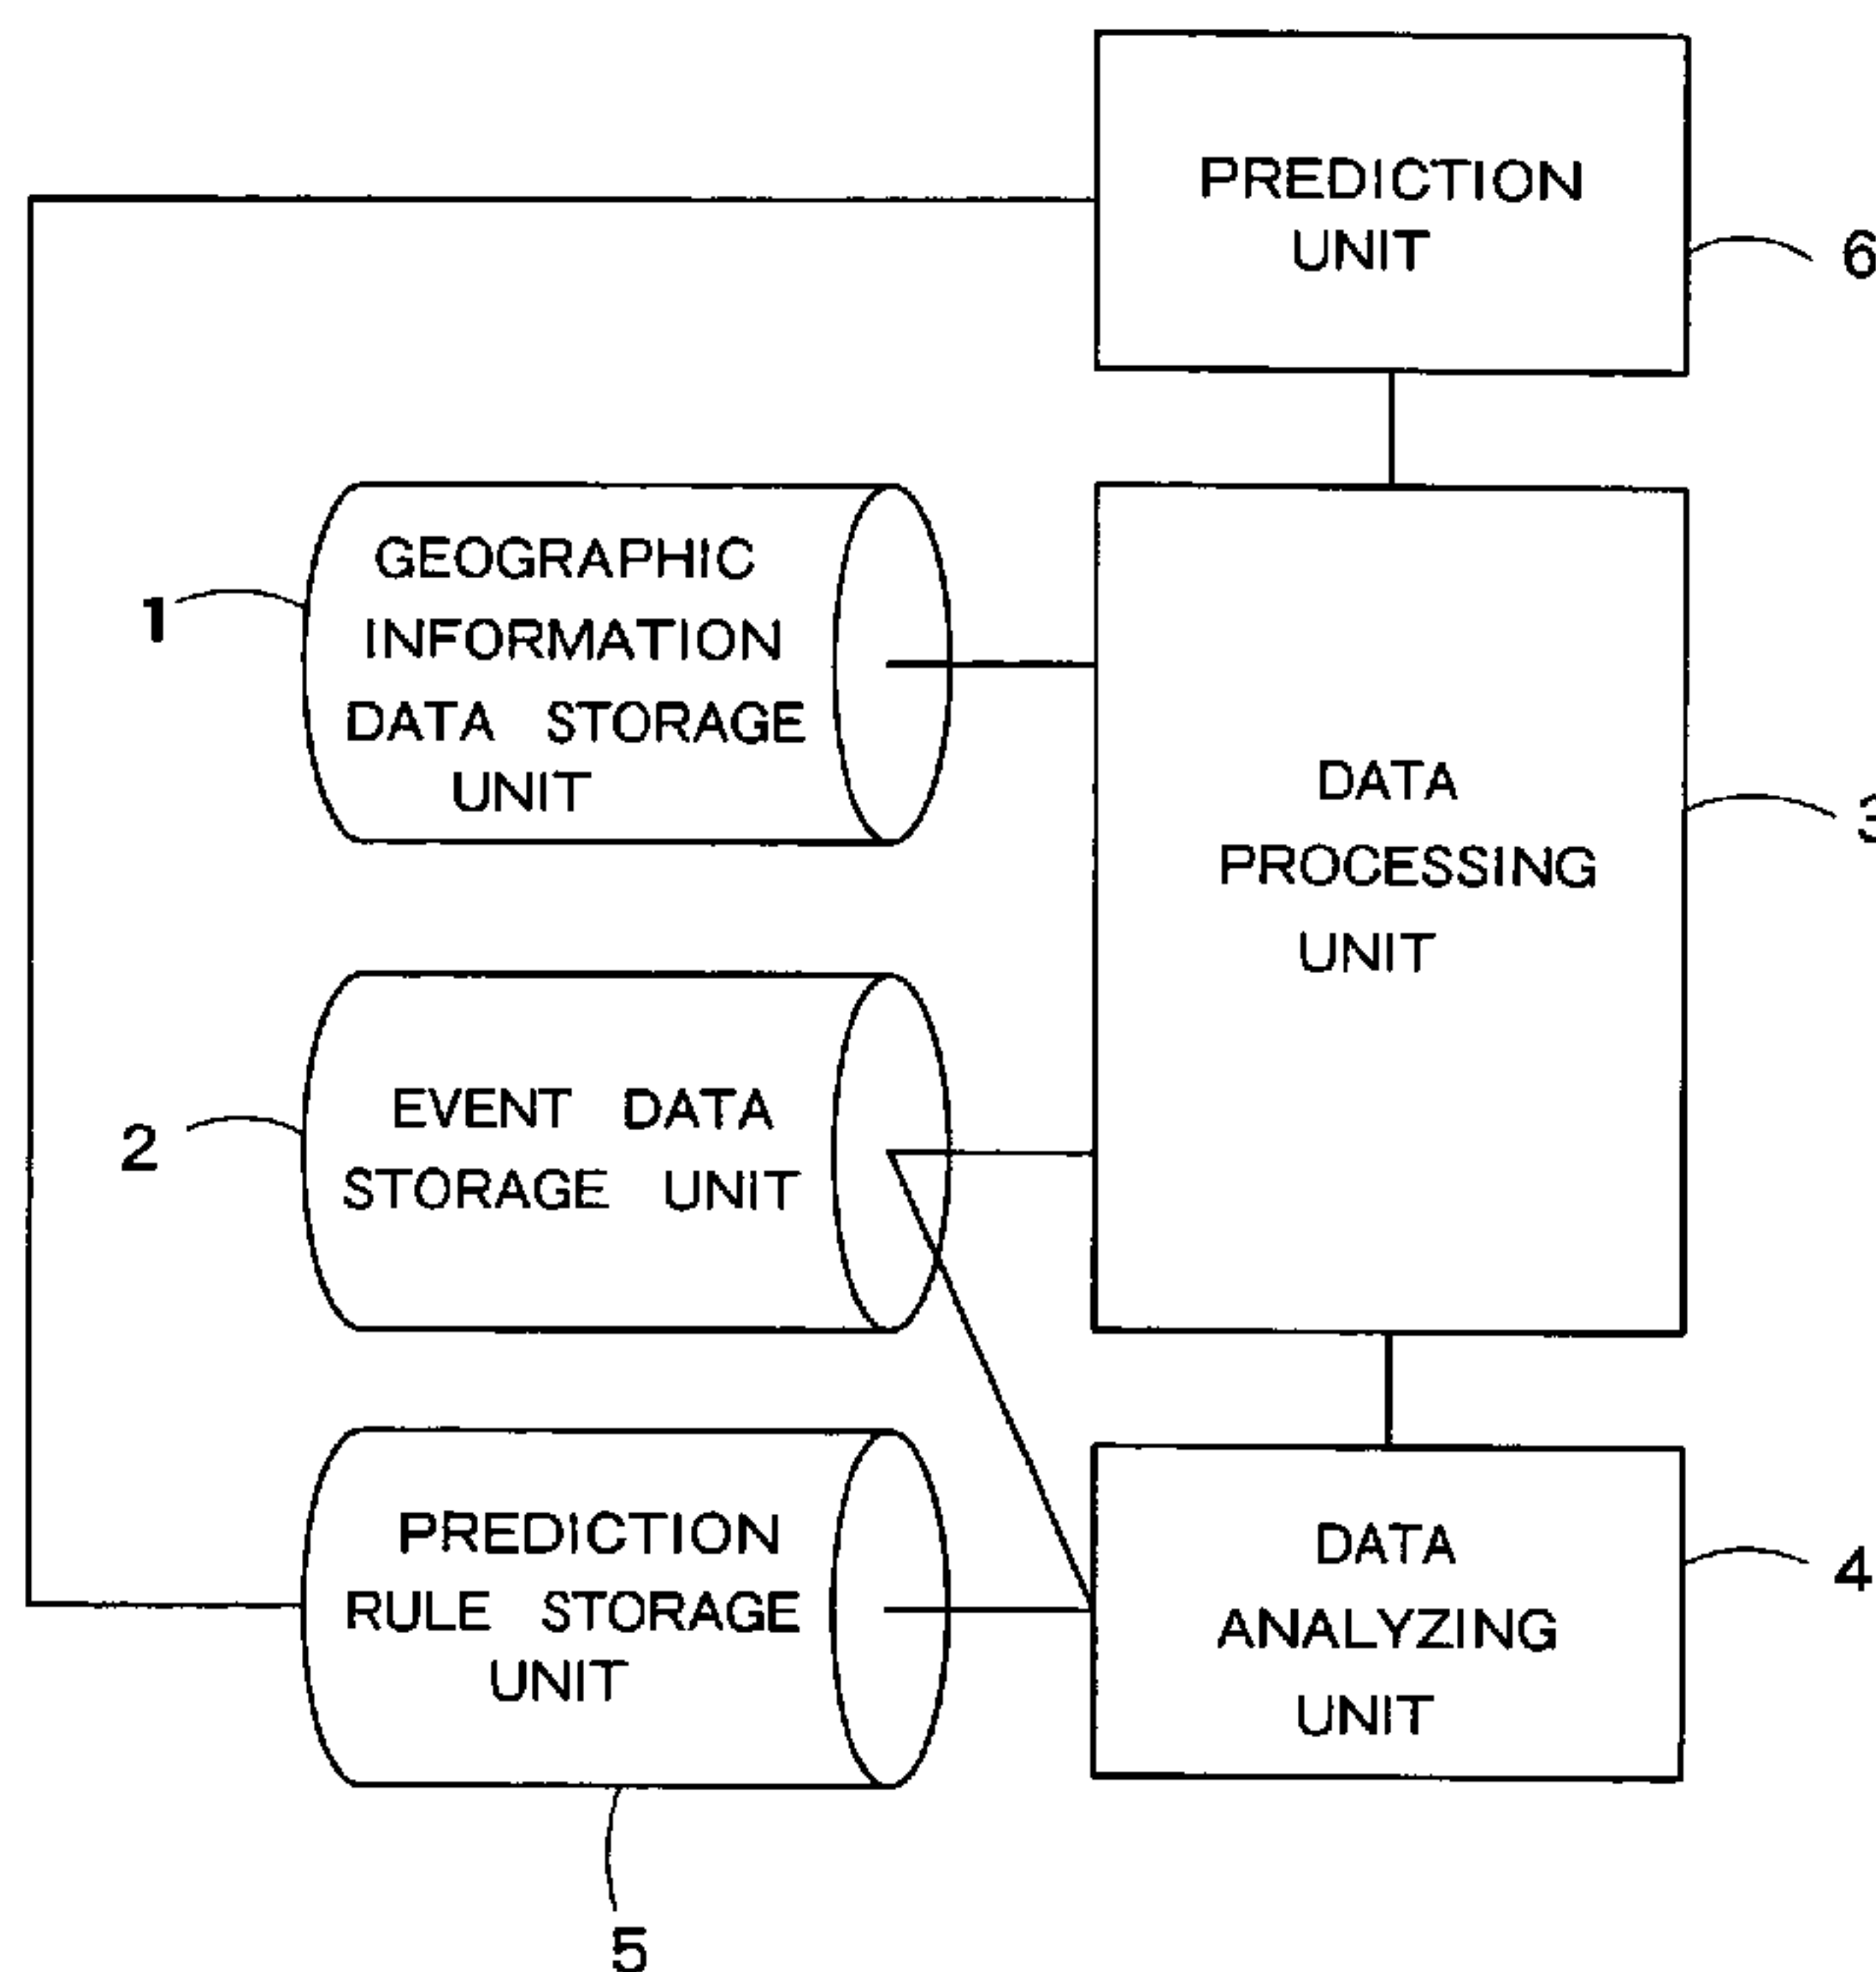 PREDICTION
UNIT
6
GEOGRAPHIC
INFORMATION
DATA STORAGE
UNIT
1
DATA
PROCESSING
UNIT
3
EVENT DATA
STORAGE UNIT
2
PREDICTION
RULE STORAGE
UNIT
5
DATA
ANALYZING
UNIT
4